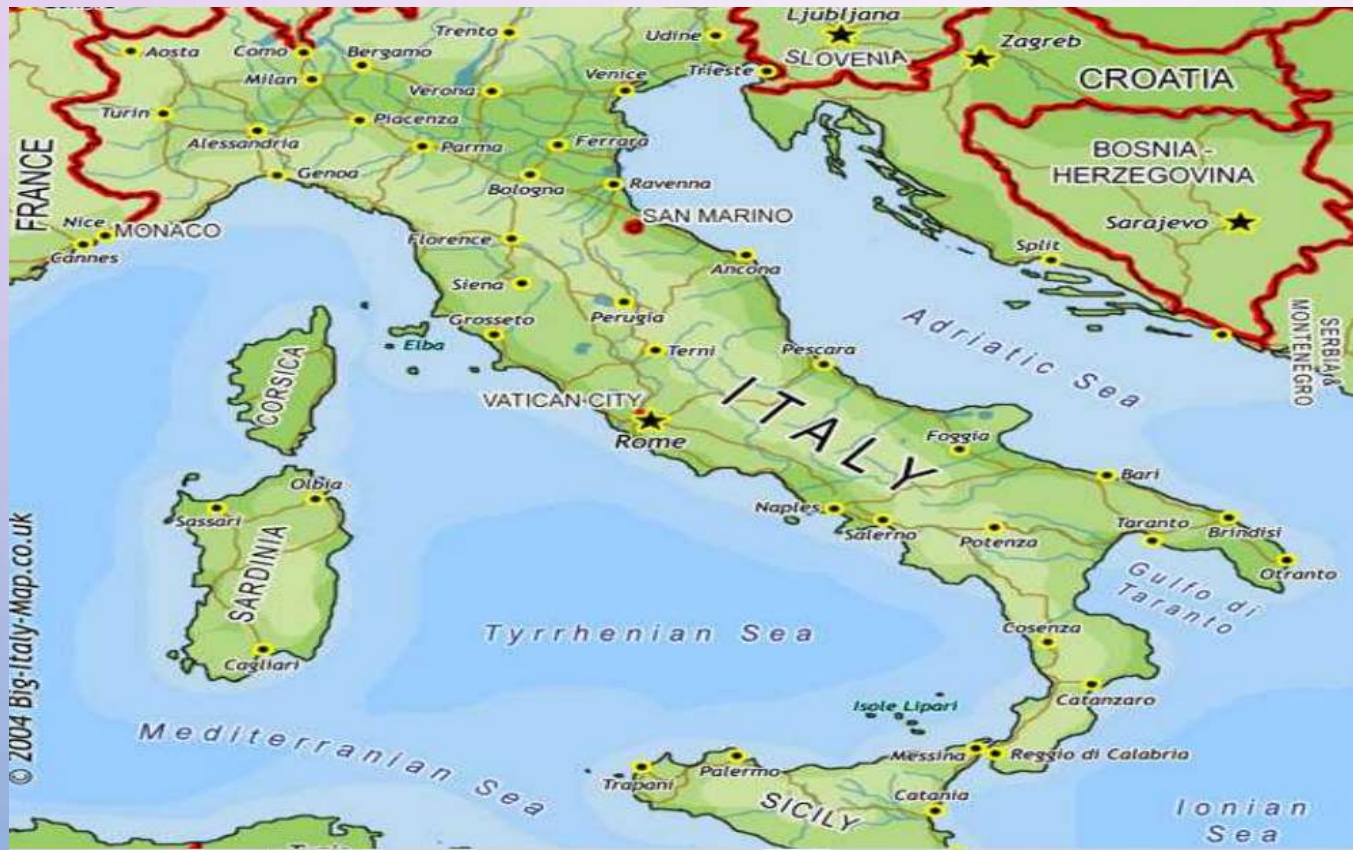 Ljubljana
Trento
Udine
Zagreb
Aosta
Como
Bergamo
SLOVENIA
Milan
Venice
Trieste
CROATIA
Verona
Turin
Piacenza
Alessandria
Parma
Ferrara
BOSNIA -
HERZEGOVINA
FRANCE
Genoa
Bologna
Ravenna
Nice
MONACO
SAN MARINO
Sarajevo
Cannes
Florence
Split
Ancona
Siena
Perugia
Grosseto
Elba
Adriatic Sea
SERBIA &
MONTENEGRO
Terni
Pescara
CORSICA
VATICAN CITY
ITALY
Rome
Foggia
Bari
Olbia
Sassari
Naples
Salerno
Potenza
Taranto
Brindisi
Otranto
SARDINIA
Gulfo di
Taranto
Tyrrhenian Sea
Cosenza
Cagliari
Catanzaro
Isole Lipari
Mediterranian Sea
Messina
Reggio di Calabria
Trapani
Palermo
SICILY
Catania
Ionian
Sea
© 2004 Big-Italy-Map.co.uk